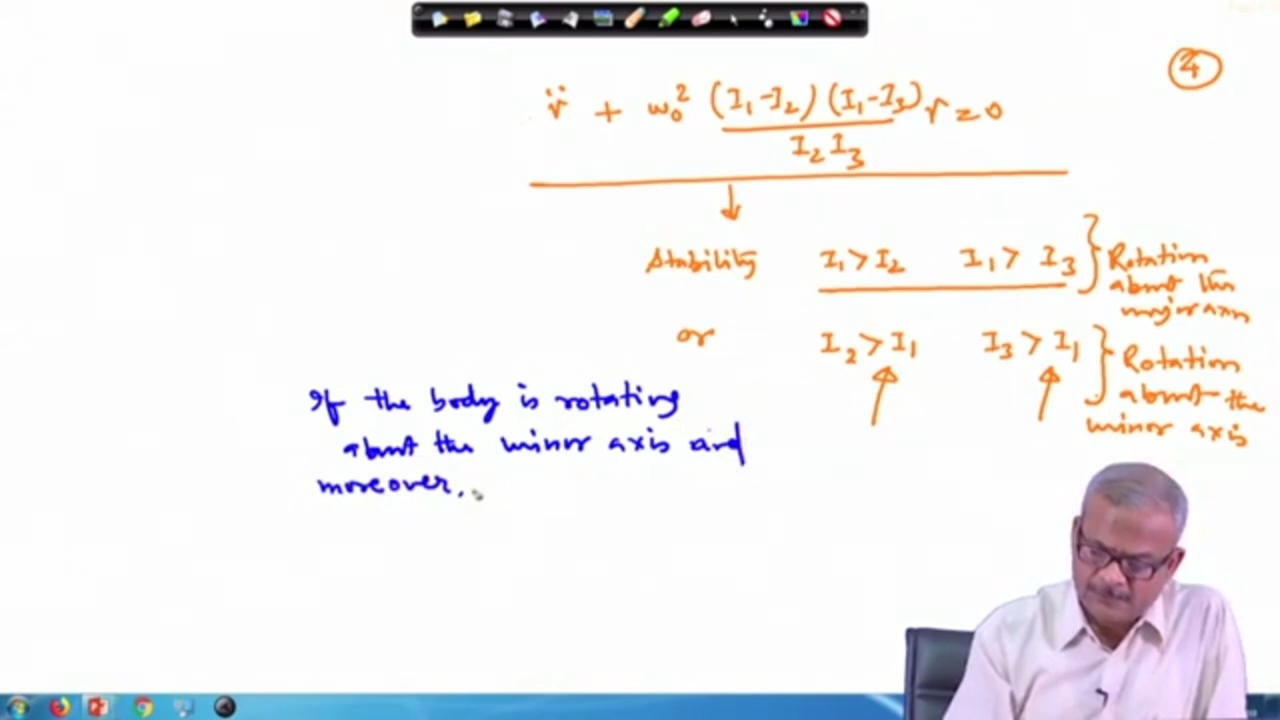 4
r̈ + ω₀² (I₁-I₂) (I₁-I₃) r = 0
I₂ I₃
Stability I₁ > I₂ I₁ > I₃ } Rotation
about the
major axis
or I₂ > I₁ I₃ > I₁ } Rotation
about the
minor axis
If the body is rotating
about the minor axis and
moreover,